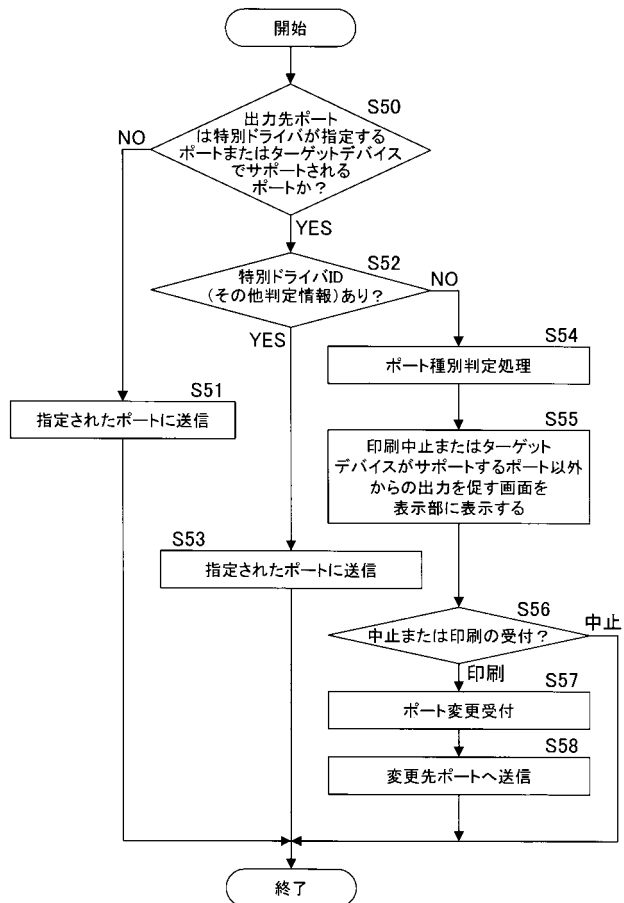 開始
S50
出力先ポート
は特別ドライバが指定する
ポートまたはターゲットデバイス
でサポートされる
ポートか?
NO
YES
S52
特別ドライバID
(その他判定情報)あり?
NO
YES
S54
ポート種別判定処理
S51
指定されたポートに送信
S55
印刷中止またはターゲット
デバイスがサポートするポート以外
からの出力を促す画面を
表示部に表示する
S53
指定されたポートに送信
S56
中止または印刷の受付?
中止
印刷
S57
ポート変更受付
S58
変更先ポートへ送信
終了